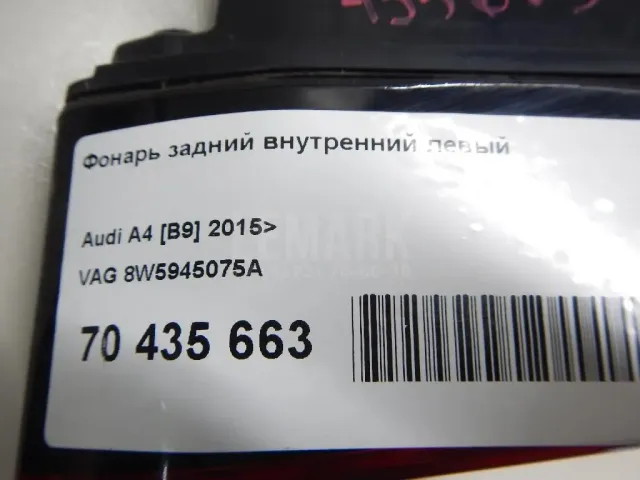 Фонарь задний внутренний левый
Audi A4 [B9] 2015>
VAG 8W5945075A
70 435 663